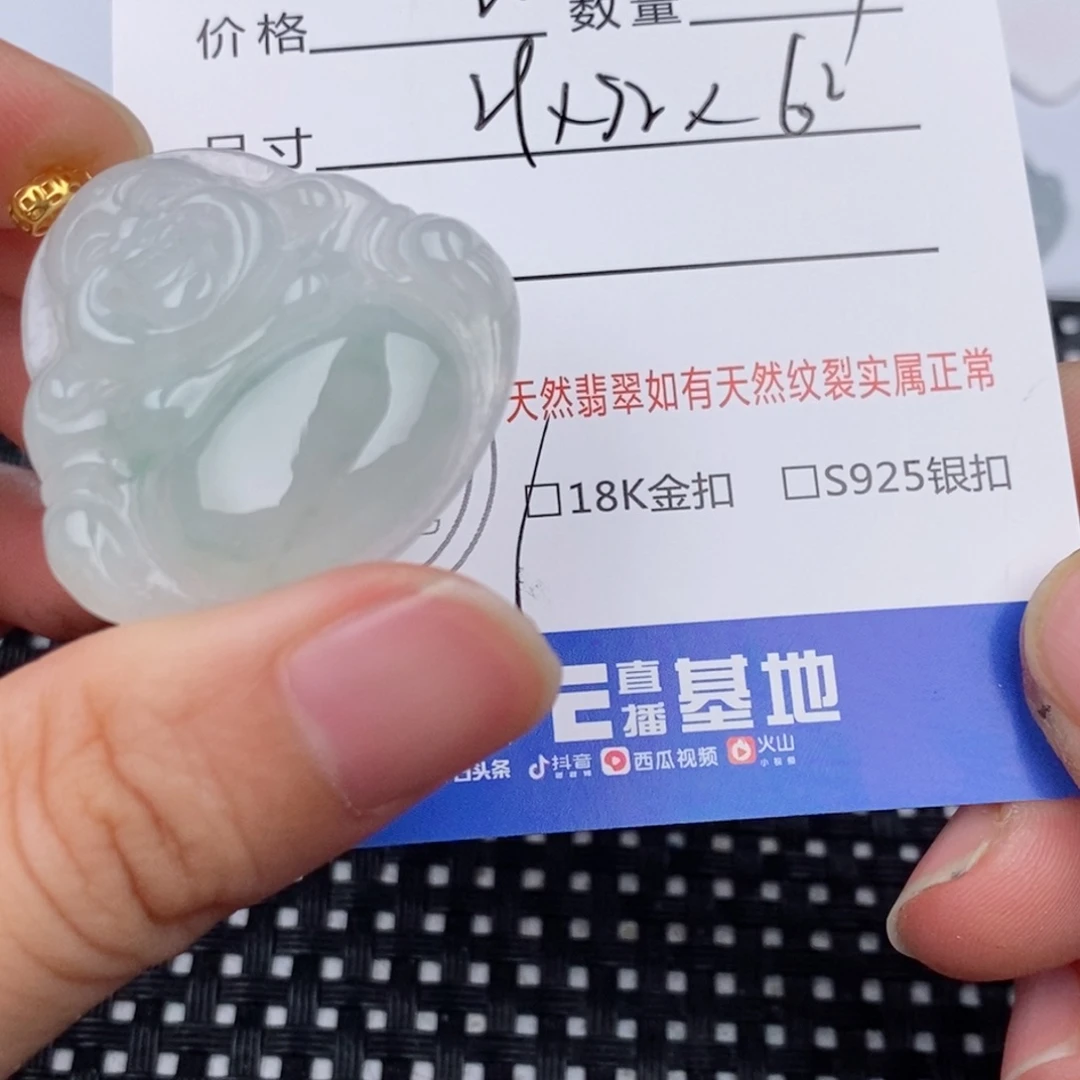 价格 数量
尺寸
天然翡翠如有天然纹裂实属正常
□18K金扣 □S925银扣
E直播基地
头条 抖音 西瓜视频 火山